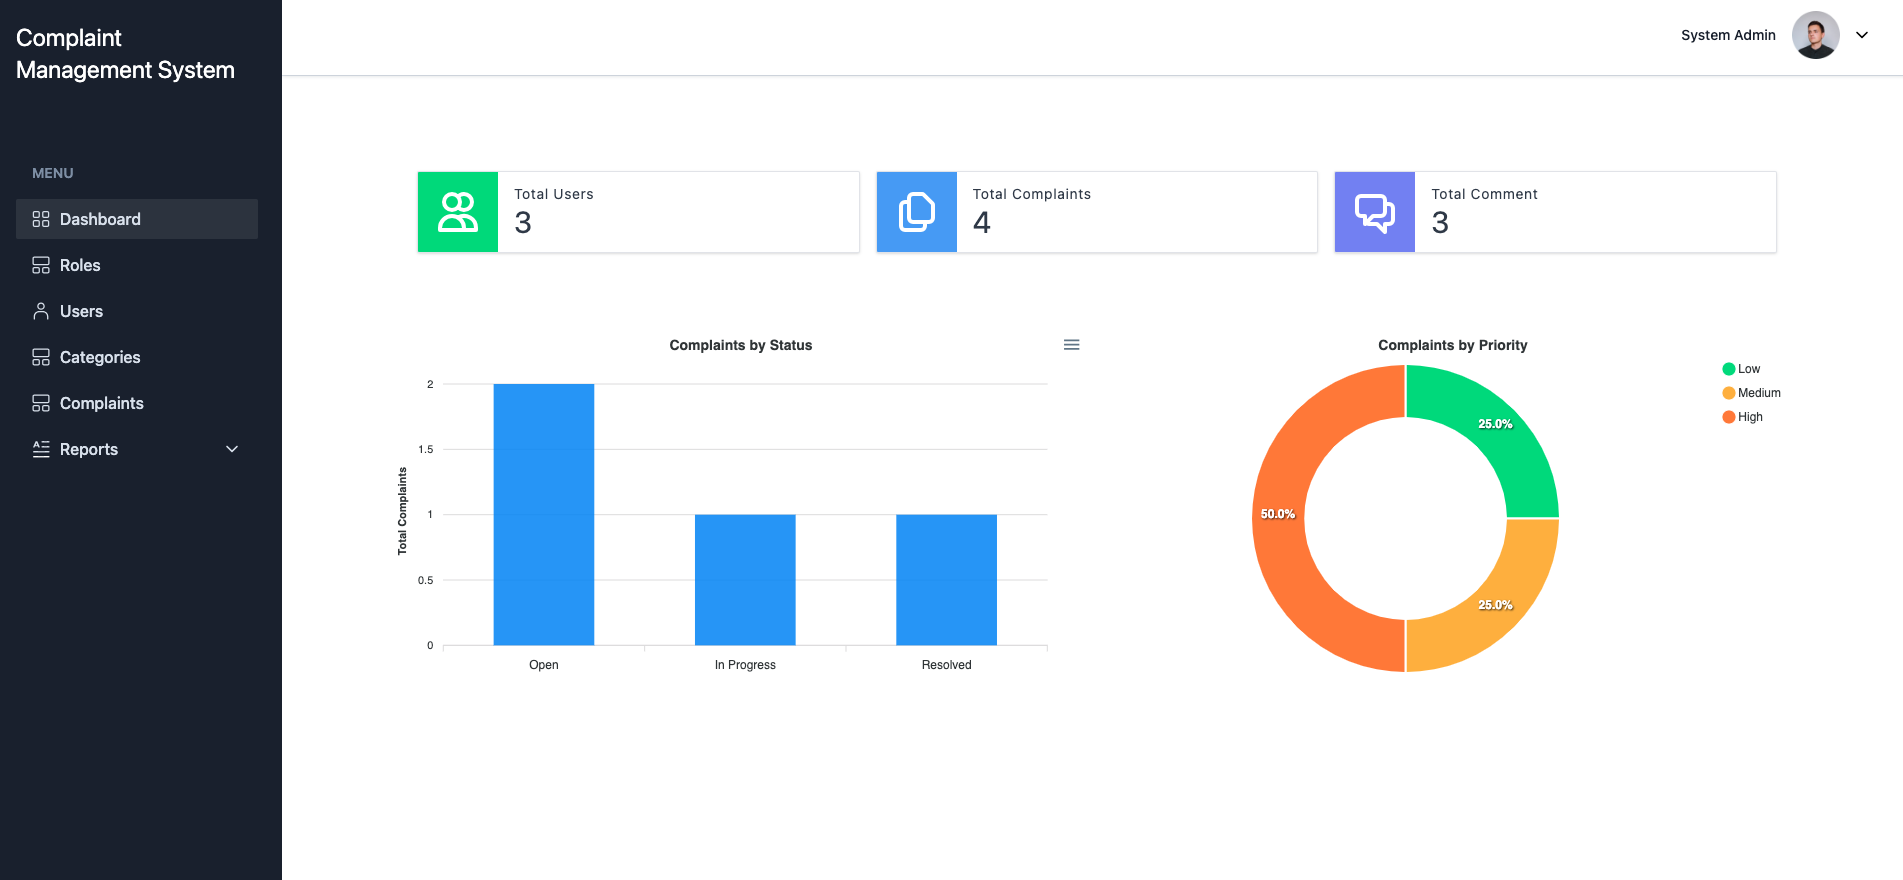 Complaint
Management System
System Admin
MENU
Dashboard
Roles
Users
Categories
Complaints
Reports
Total Users
3
Total Complaints
4
Total Comment
3
Complaints by Status
Total Complaints
2
1.5
1
0.5
0
Open
In Progress
Resolved
Complaints by Priority
25.0%
25.0%
50.0%
Low
Medium
High